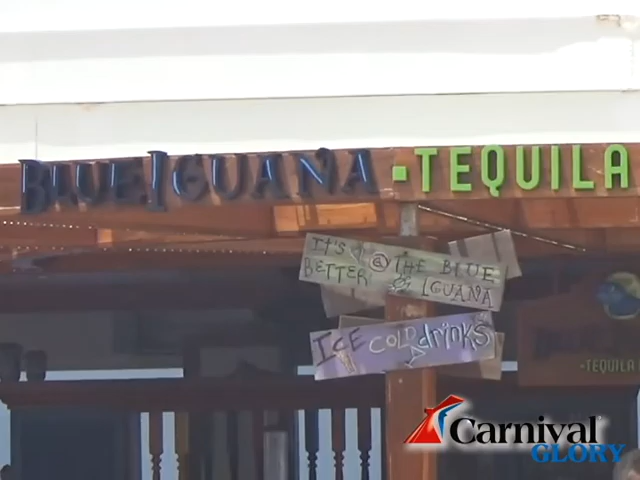 BLUE IGUANA • TEQUILA
IT'S @ THE BLUE
BETTER IGUANA
ICE COLD DRINKS
•TEQUILA
Carnival
GLORY